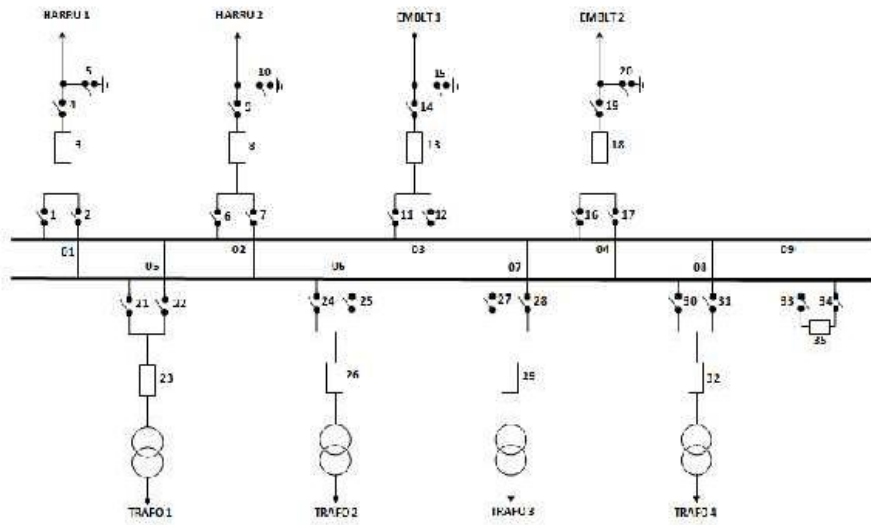 HARRU 1 HARRU 2 EMBLT 1 EMBLT 2
5 10 15 20
4 9 14 19
3 8 13 18
1 2 6 7 11 12 16 17
01 02 03 04 09
05 06 07 08
21 22 24 25 27 28 30 31 33 34
35
23 26 29 32
TRAFO 1 TRAFO 2 TRAFO 3 TRAFO 4